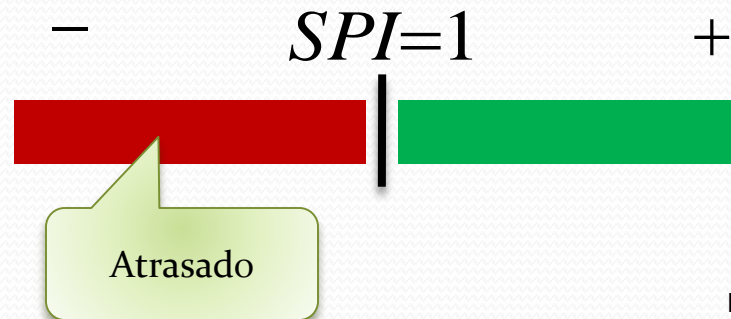 – SPI=1 +
Atrasado